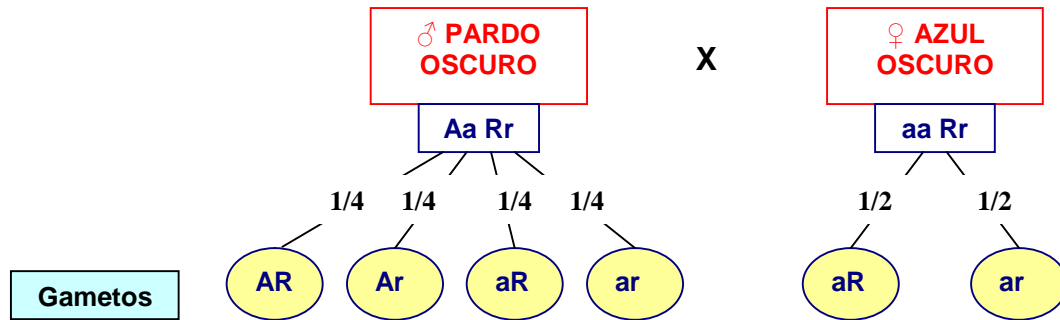 ♂ PARDO
OSCURO
X
♀ AZUL
OSCURO
Aa Rr
aa Rr
1/4 1/4 1/4 1/4 1/2 1/2
Gametos AR Ar aR ar aR ar